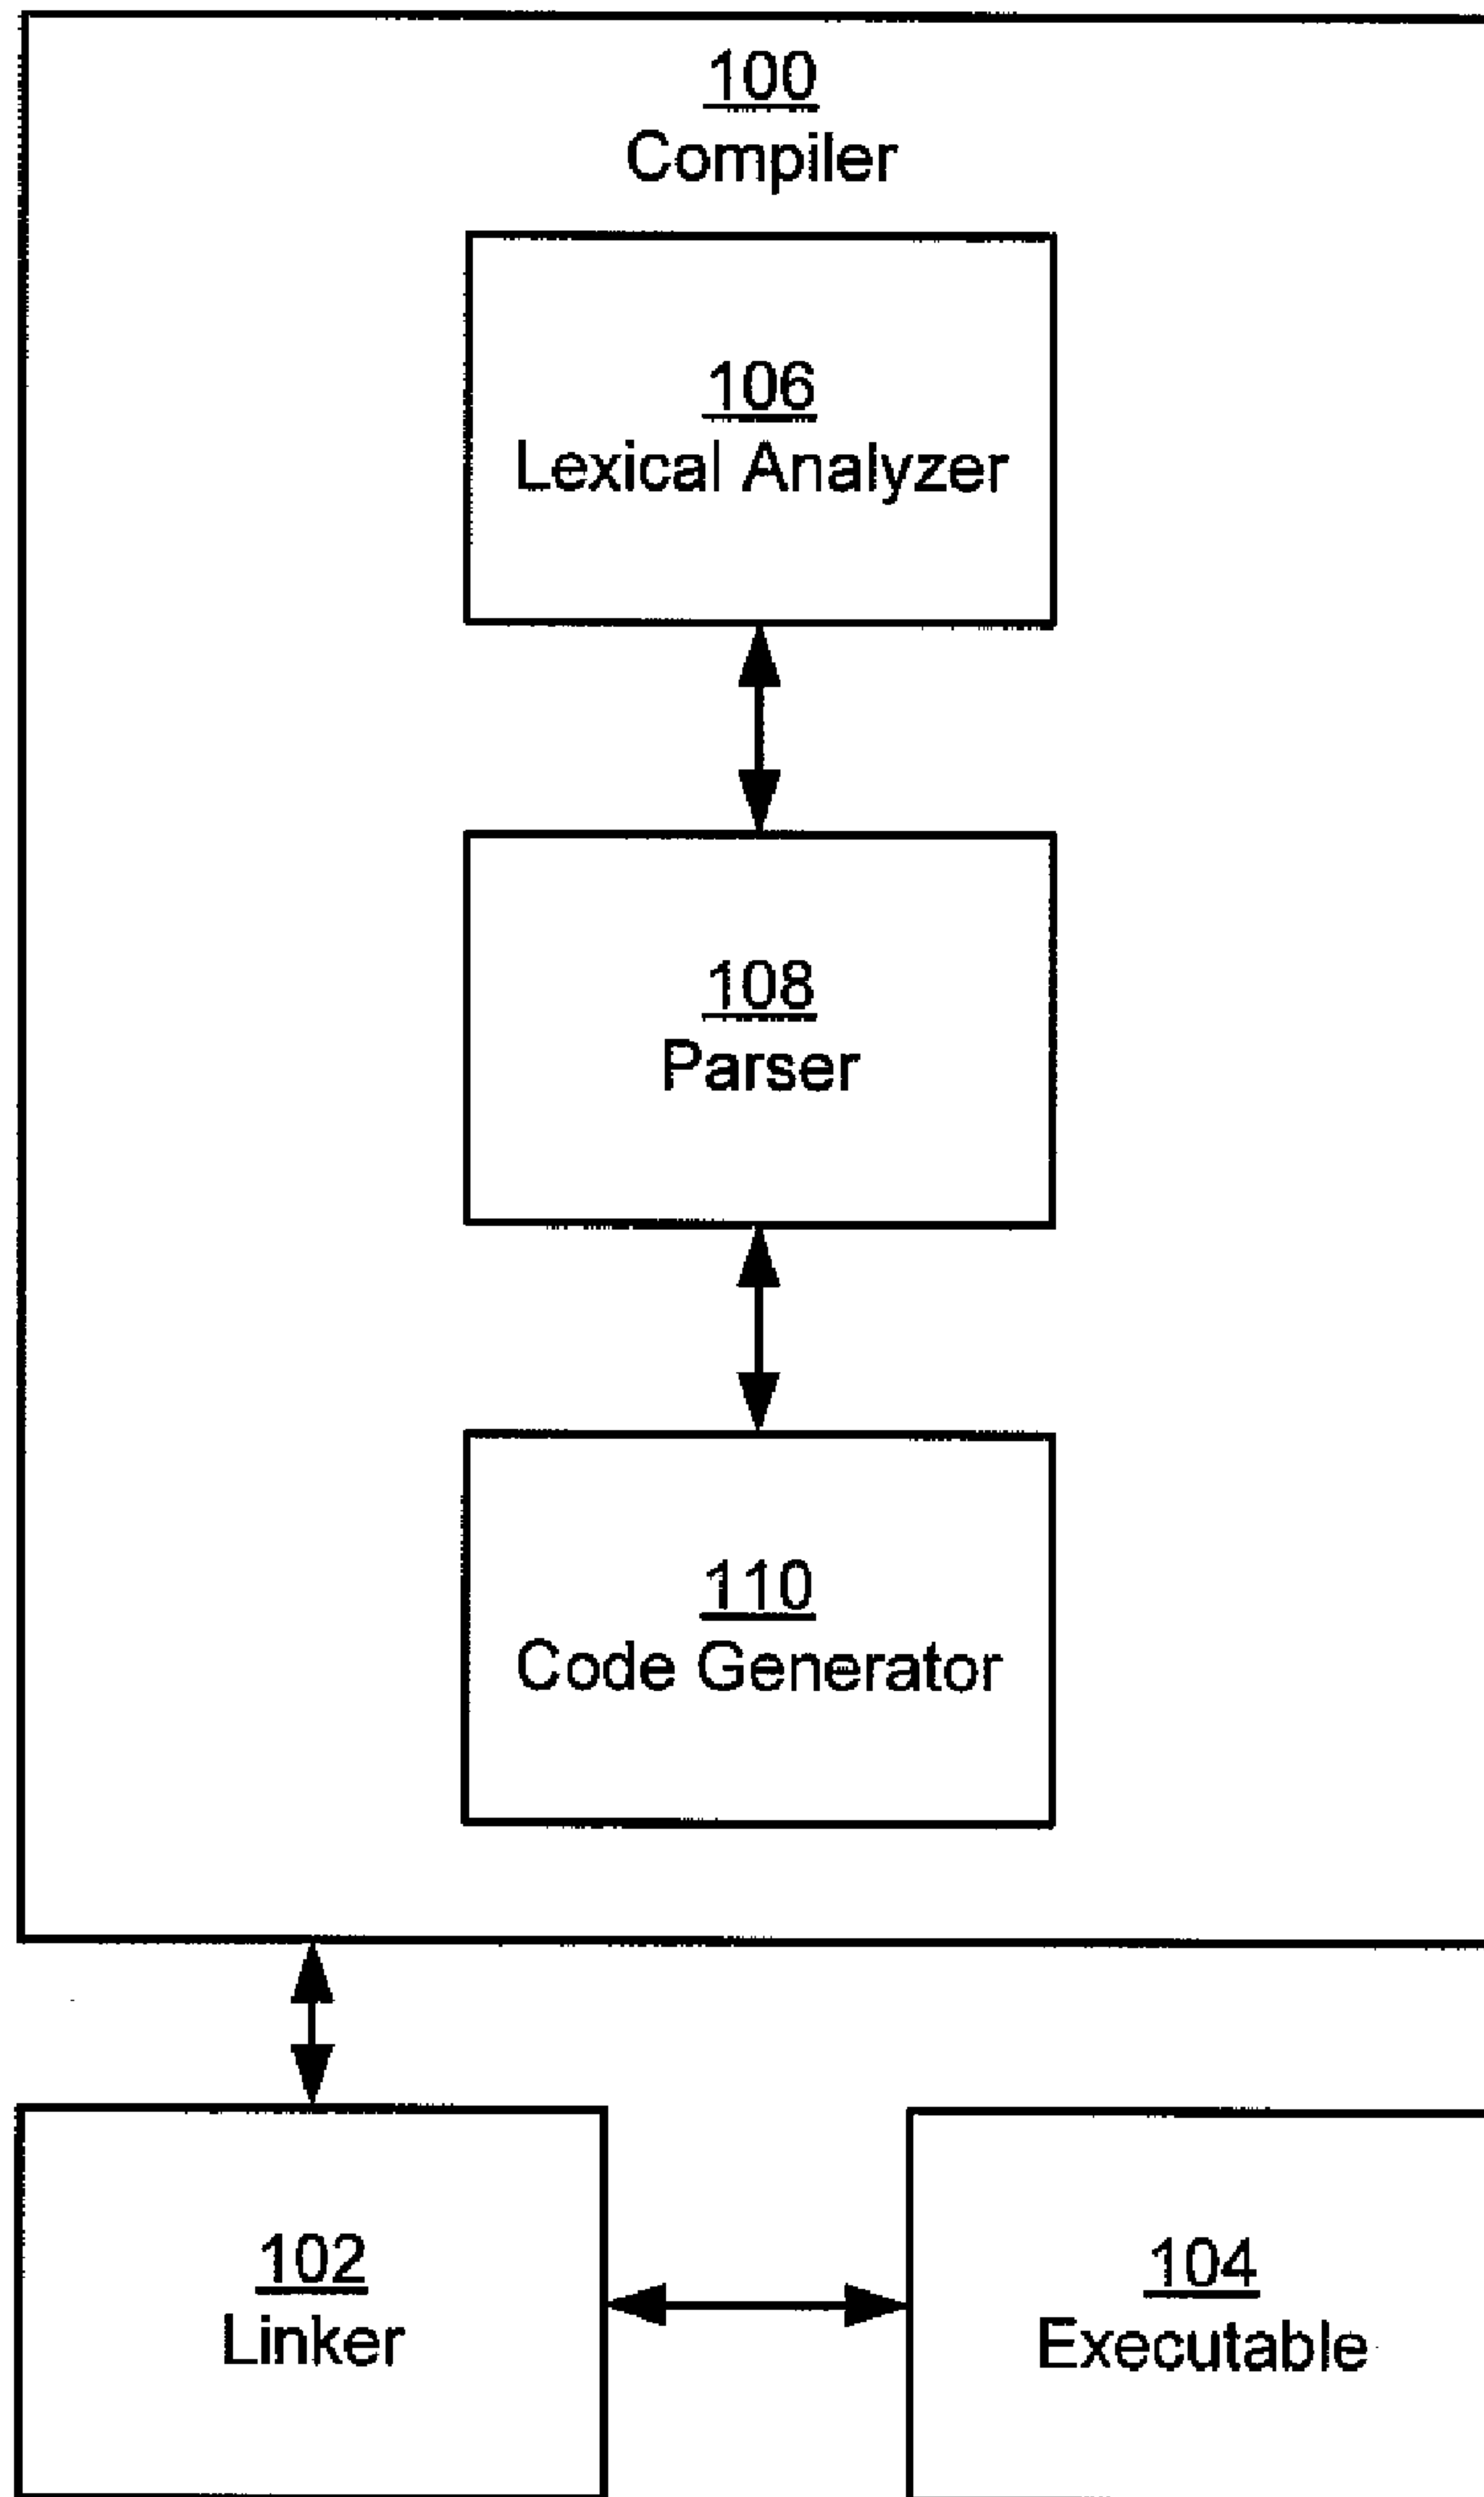 100
Compiler
106
Lexical Analyzer
108
Parser
110
Code Generator
102
Linker
104
Executable